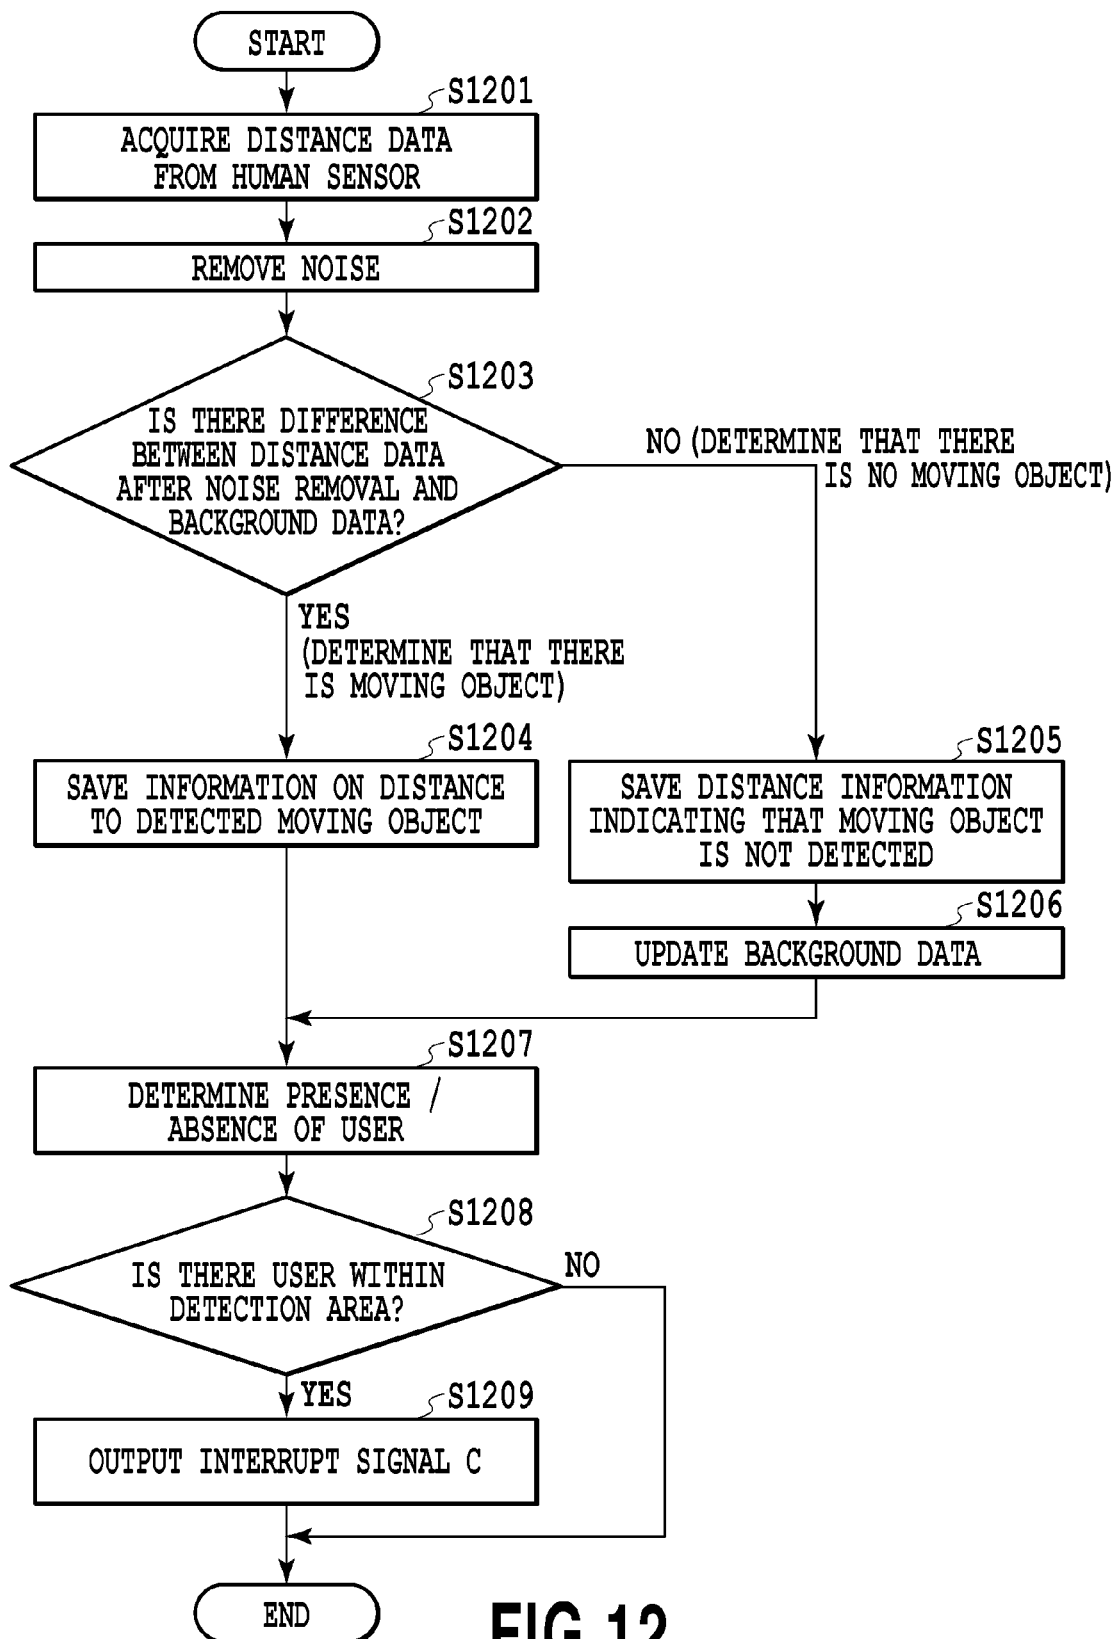 START
S1201
ACQUIRE DISTANCE DATA
FROM HUMAN SENSOR
S1202
REMOVE NOISE
S1203
IS THERE DIFFERENCE
BETWEEN DISTANCE DATA
AFTER NOISE REMOVAL AND
BACKGROUND DATA?
NO (DETERMINE THAT THERE
IS NO MOVING OBJECT)
YES
(DETERMINE THAT THERE
IS MOVING OBJECT)
S1204
SAVE INFORMATION ON DISTANCE
TO DETECTED MOVING OBJECT
S1205
SAVE DISTANCE INFORMATION
INDICATING THAT MOVING OBJECT
IS NOT DETECTED
S1206
UPDATE BACKGROUND DATA
S1207
DETERMINE PRESENCE /
ABSENCE OF USER
S1208
IS THERE USER WITHIN
DETECTION AREA?
NO
YES
S1209
OUTPUT INTERRUPT SIGNAL C
END
FIG.12